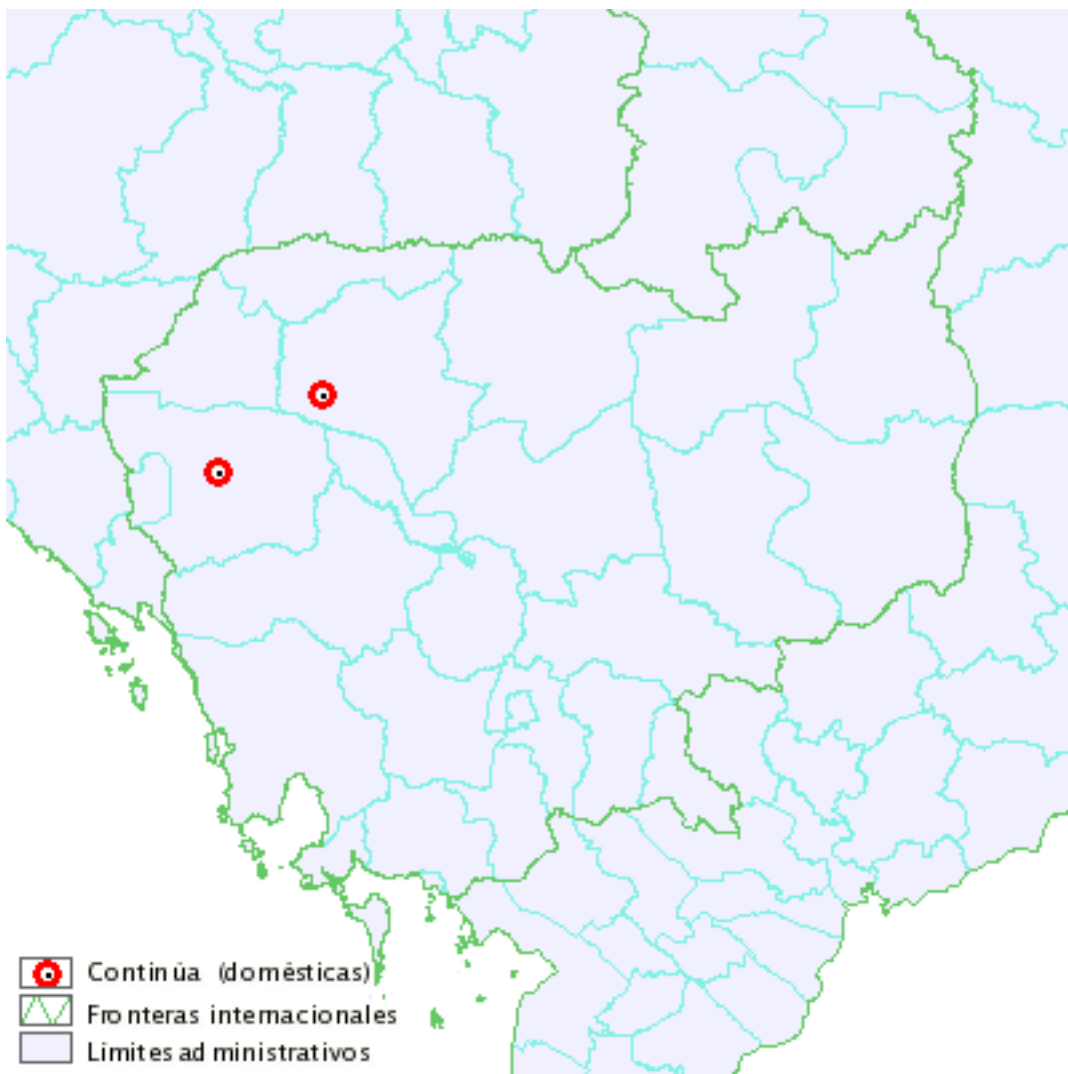 Continúa (domésticas)
Fronteras internacionales
Límites administrativos